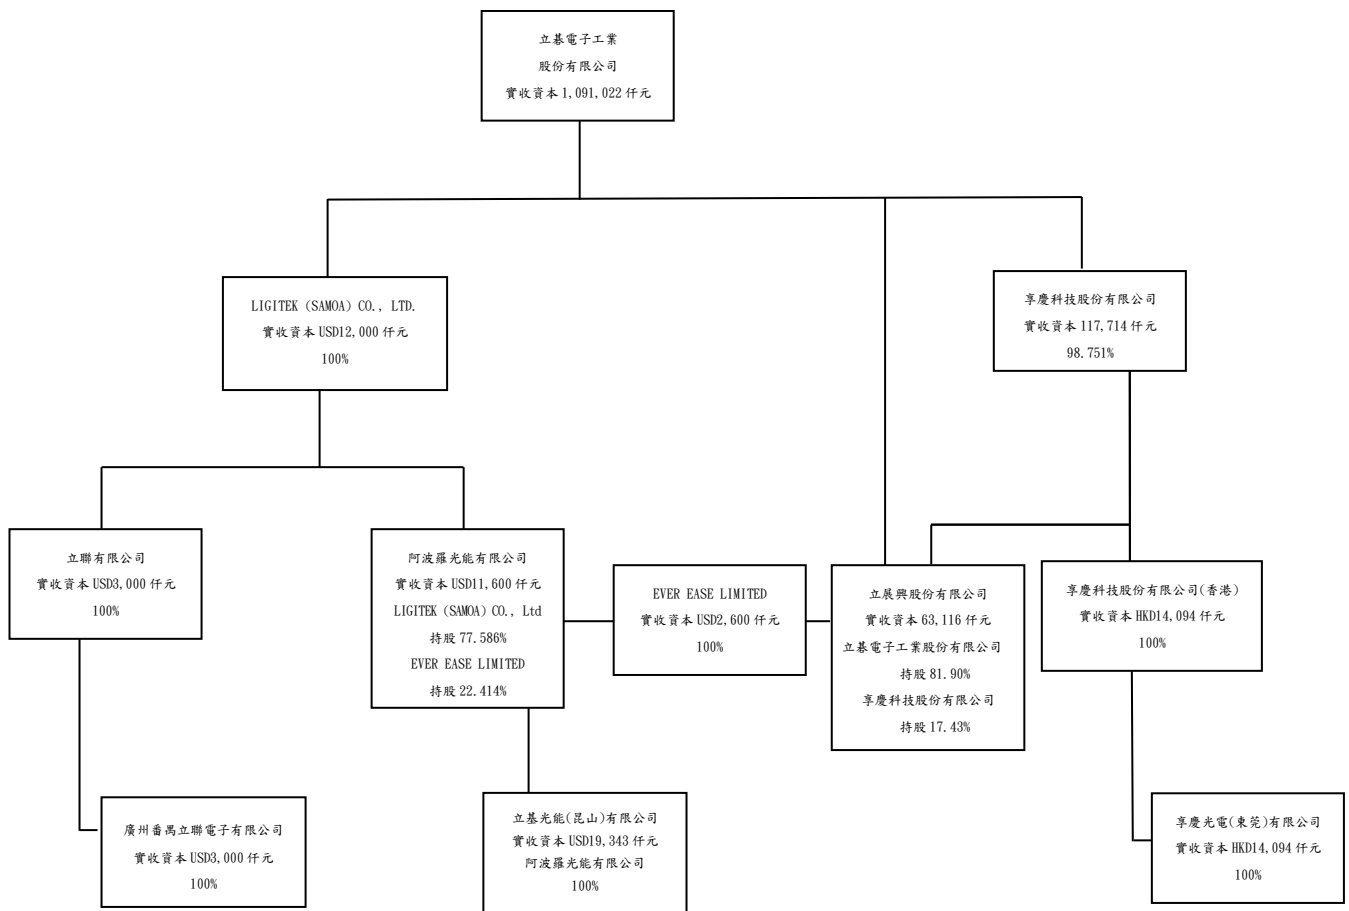 立碁電子工業
股份有限公司
實收資本 1,091,022 仟元
LIGITEK (SAMOA) CO., LTD.
實收資本 USD12,000 仟元
100%
享慶科技股份有限公司
實收資本 117,714 仟元
98.751%
立聯有限公司
實收資本 USD3,000 仟元
100%
阿波羅光能有限公司
實收資本 USD11,600 仟元
LIGITEK (SAMOA) CO., Ltd
持股 77.586%
EVER EASE LIMITED
持股 22.414%
EVER EASE LIMITED
實收資本 USD2,600 仟元
100%
立展興股份有限公司
實收資本 63,116 仟元
立碁電子工業股份有限公司
持股 81.90%
享慶科技股份有限公司
持股 17.43%
享慶科技股份有限公司(香港)
實收資本 HKD14,094 仟元
100%
廣州番禺立聯電子有限公司
實收資本 USD3,000 仟元
100%
立基光能(昆山)有限公司
實收資本 USD19,343 仟元
阿波羅光能有限公司
100%
享慶光電(東莞)有限公司
實收資本 HKD14,094 仟元
100%